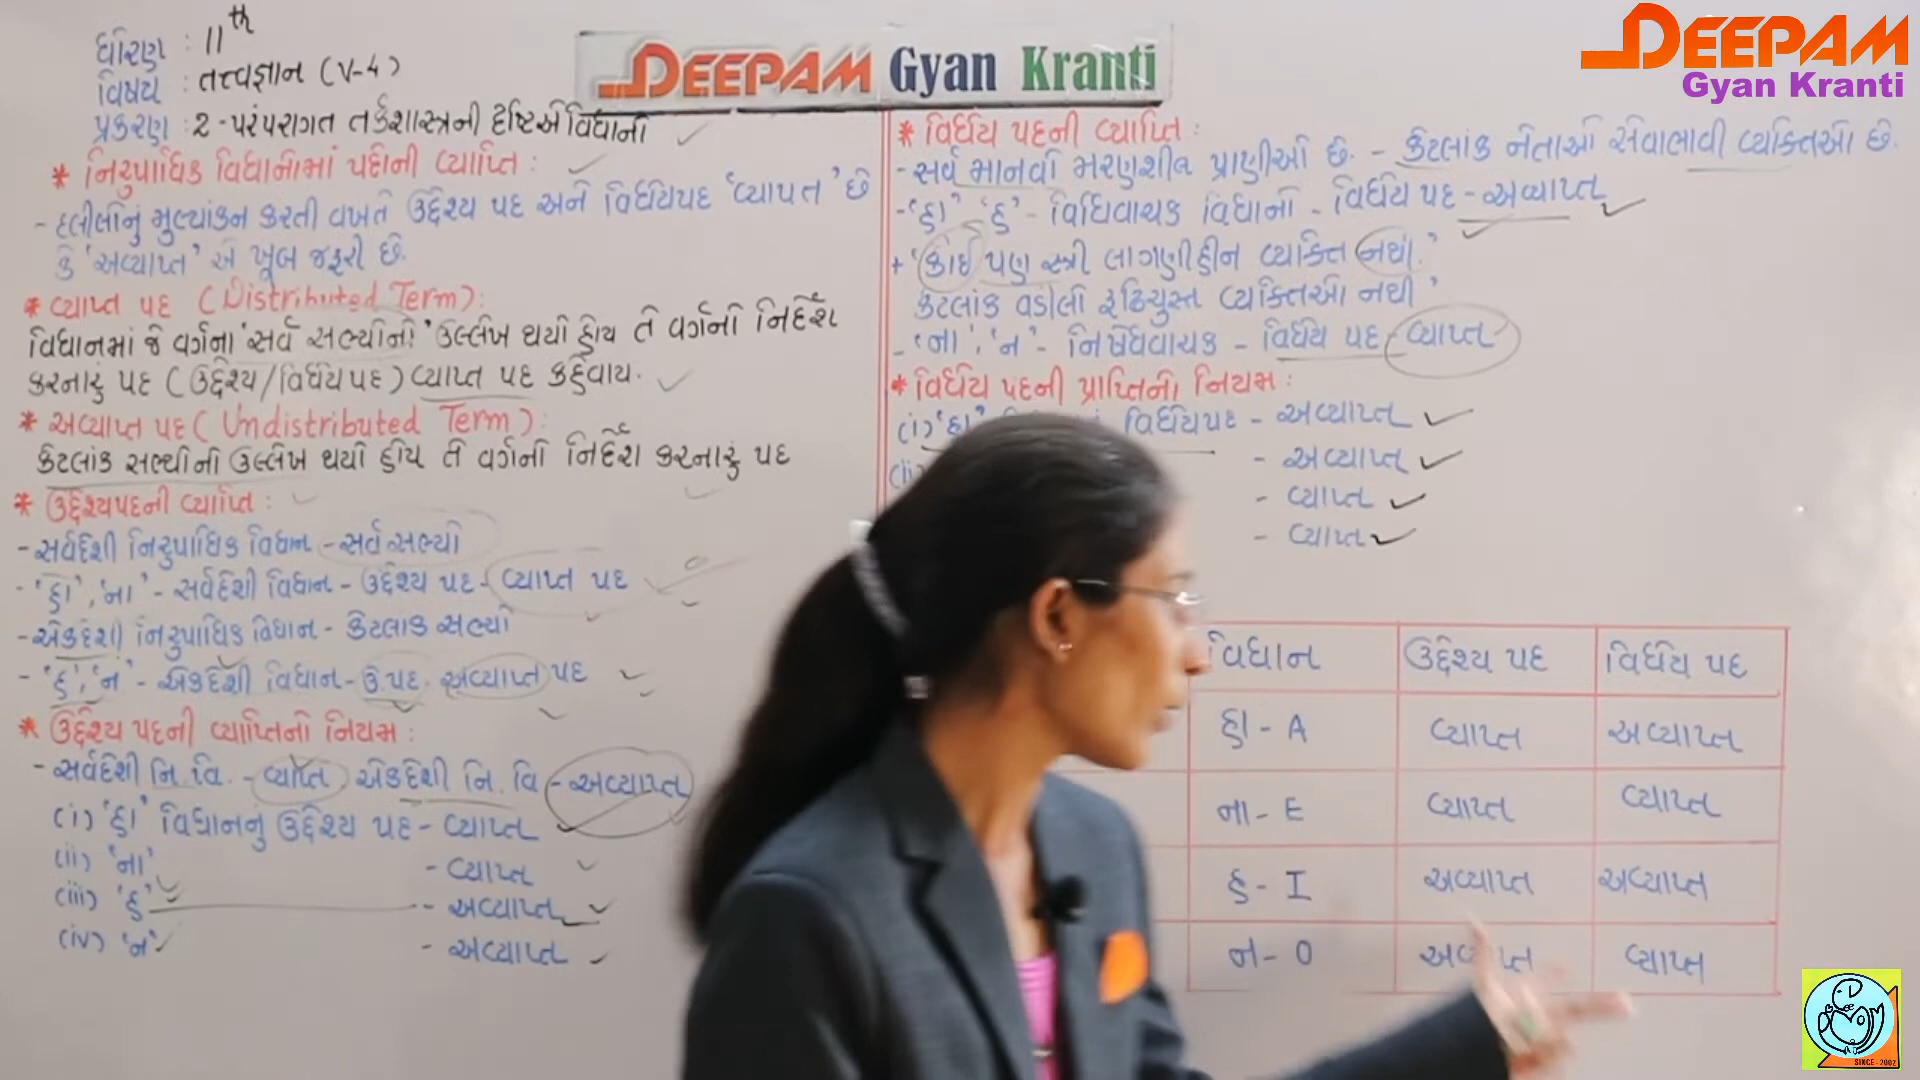 ધોરણ : 11th
વિષય : તત્ત્વજ્ઞાન (V-4)
પ્રકરણ : 2 - પરંપરાગત તર્કશાસ્ત્રની દૃષ્ટિએ વિધાનો
* નિરુપાધિક વિધાનોમાં પદોની વ્યાપ્તિ :
- દલીલોનું મુલ્યાંકન કરતી વખતે ઉદ્દેશ્ય પદ અને વિધેયપદ 'વ્યાપત' છે
કે 'અવ્યાપ્ત' એ ખૂબ જરૂરી છે.
* વ્યાપ્ત પદ (Distributed Term):
વિધાનમાં જે વર્ગના 'સર્વ સભ્યોનો' ઉલ્લેખ થયો હોય તે વર્ગનો નિર્દેશ
કરનારું પદ (ઉદ્દેશ્ય/વિધેયપદ) વ્યાપ્ત પદ કહેવાય.
* અવ્યાપ્ત પદ (Undistributed Term):
કેટલાંક સભ્યોનો ઉલ્લેખ થયો હોય તે વર્ગનો નિર્દેશ કરનારું પદ
* ઉદ્દેશ્યપદની વ્યાપ્તિ :
- સર્વદેશી નિરુપાધિક વિધાન - સર્વ સભ્યો
- 'હા', 'ના' - સર્વદેશી વિધાન - ઉદ્દેશ્ય પદ - વ્યાપ્ત પદ
- એકદેશી નિરુપાધિક વિધાન - કેટલાક સભ્યો
- 'હ', 'ન' - એકદેશી વિધાન - ઉ.પદ. અવ્યાપ્ત પદ
* ઉદ્દેશ્ય પદની વ્યાપ્તિનો નિયમ :
- સર્વદેશી નિ. વિ. - વ્યાપ્ત એકદેશી નિ. વિ - અવ્યાપ્ત
(i) 'હા' વિધાનનું ઉદ્દેશ્ય પદ - વ્યાપ્ત
(ii) 'ના' - વ્યાપ્ત
(iii) 'હ' - અવ્યાપ્ત
(iv) 'ન' - અવ્યાપ્ત
DEEPAM Gyan Kranti
* વિધેય પદની વ્યાપ્તિ :
- સર્વ માનવો મરણશીલ પ્રાણીઓ છે. - કેટલાંક નેતાઓ સેવાભાવી વ્યક્તિઓ છે.
- 'હા' 'હ' - વિધિવાચક વિધાનો - વિધેય પદ - અવ્યાપ્ત
+ 'કોઈ પણ સ્ત્રી લાગણીહીન વ્યક્તિ નથી.'
કેટલાંક વડીલો રૂઢિચુસ્ત વ્યક્તિઓ નથી '
- 'ના', 'ન' - નિષેધવાચક - વિધેય પદ - વ્યાપ્ત
* વિધેય પદની પ્રાપ્તિનો નિયમ :
(i) 'હા' વિધેયપદ - અવ્યાપ્ત
(ii) - અવ્યાપ્ત
- વ્યાપ્ત
- વ્યાપ્ત
વિધાન ઉદ્દેશ્ય પદ વિધેય પદ
હા - A વ્યાપ્ત અવ્યાપ્ત
ના - E વ્યાપ્ત વ્યાપ્ત
હ - I અવ્યાપ્ત અવ્યાપ્ત
ન - O વ્યાપ્ત
DEEPAM
Gyan Kranti
SINCE - 2002